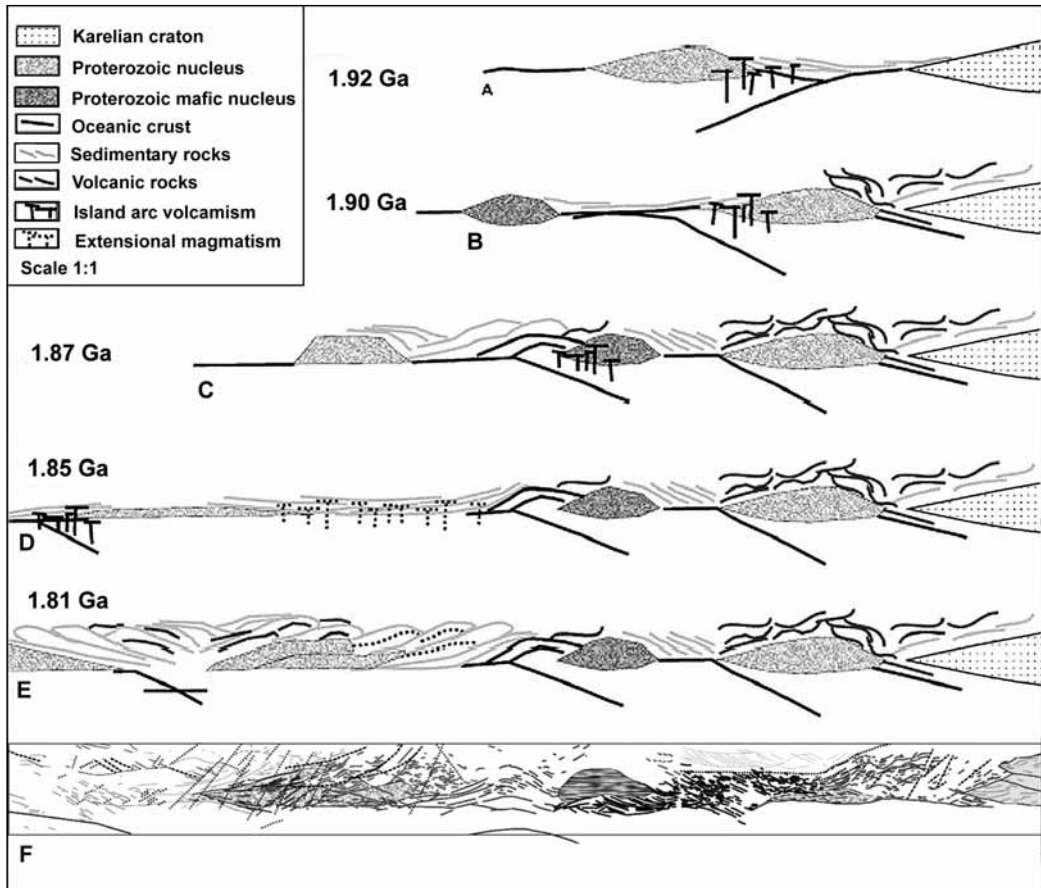 Karelian craton
Proterozoic nucleus
Proterozoic mafic nucleus
Oceanic crust
Sedimentary rocks
Volcanic rocks
Island arc volcamism
Extensional magmatism
Scale 1:1
1.92 Ga
A
1.90 Ga
B
1.87 Ga
C
1.85 Ga
D
1.81 Ga
E
F